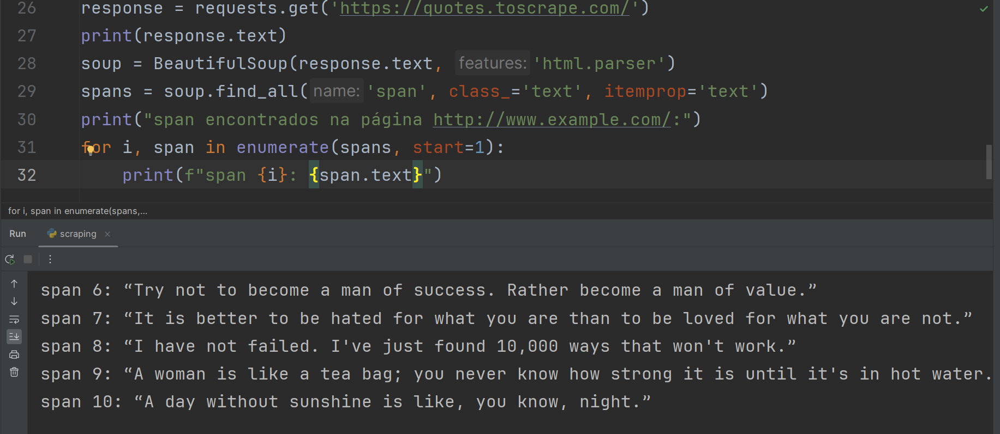 26 response = requests.get('https://quotes.toscrape.com/')
27 print(response.text)
28 soup = BeautifulSoup(response.text, features: 'html.parser')
29 spans = soup.find_all( name: 'span', class_='text', itemprop='text')
30 print("span encontrados na página http://www.example.com/:")
31 for i, span in enumerate(spans, start=1):
32 print(f"span {i}: {span.text}")
for i, span in enumerate(spans,...
Run scraping
span 6: “Try not to become a man of success. Rather become a man of value.”
span 7: “It is better to be hated for what you are than to be loved for what you are not.”
span 8: “I have not failed. I've just found 10,000 ways that won't work.”
span 9: “A woman is like a tea bag; you never know how strong it is until it's in hot water.
span 10: “A day without sunshine is like, you know, night.”